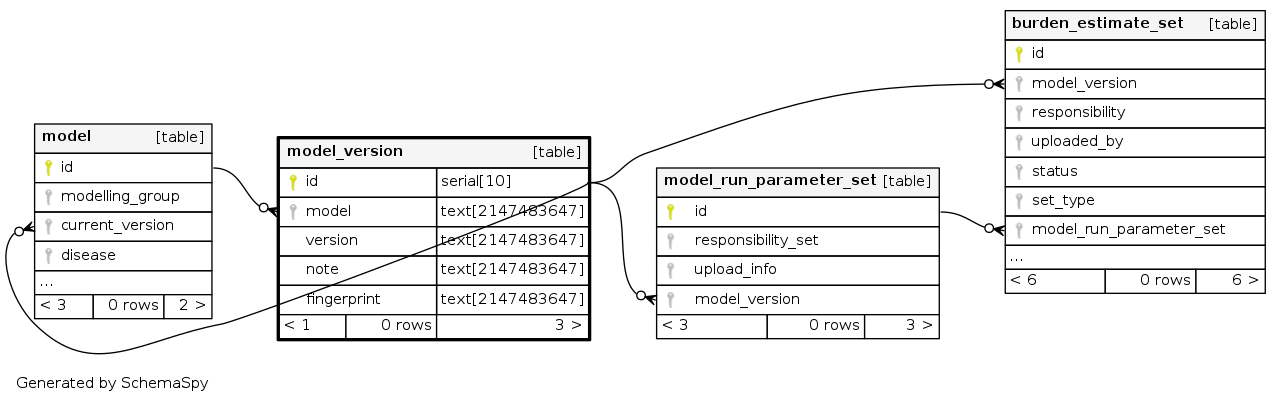 model [table]
id
modelling_group
current_version
disease
...
< 3 0 rows 2 >
model_version [table]
id serial[10]
model text[2147483647]
version text[2147483647]
note text[2147483647]
fingerprint text[2147483647]
< 1 0 rows 3 >
model_run_parameter_set [table]
id
responsibility_set
upload_info
model_version
< 3 0 rows 3 >
burden_estimate_set [table]
id
model_version
responsibility
uploaded_by
status
set_type
model_run_parameter_set
...
< 6 0 rows 6 >
Generated by SchemaSpy